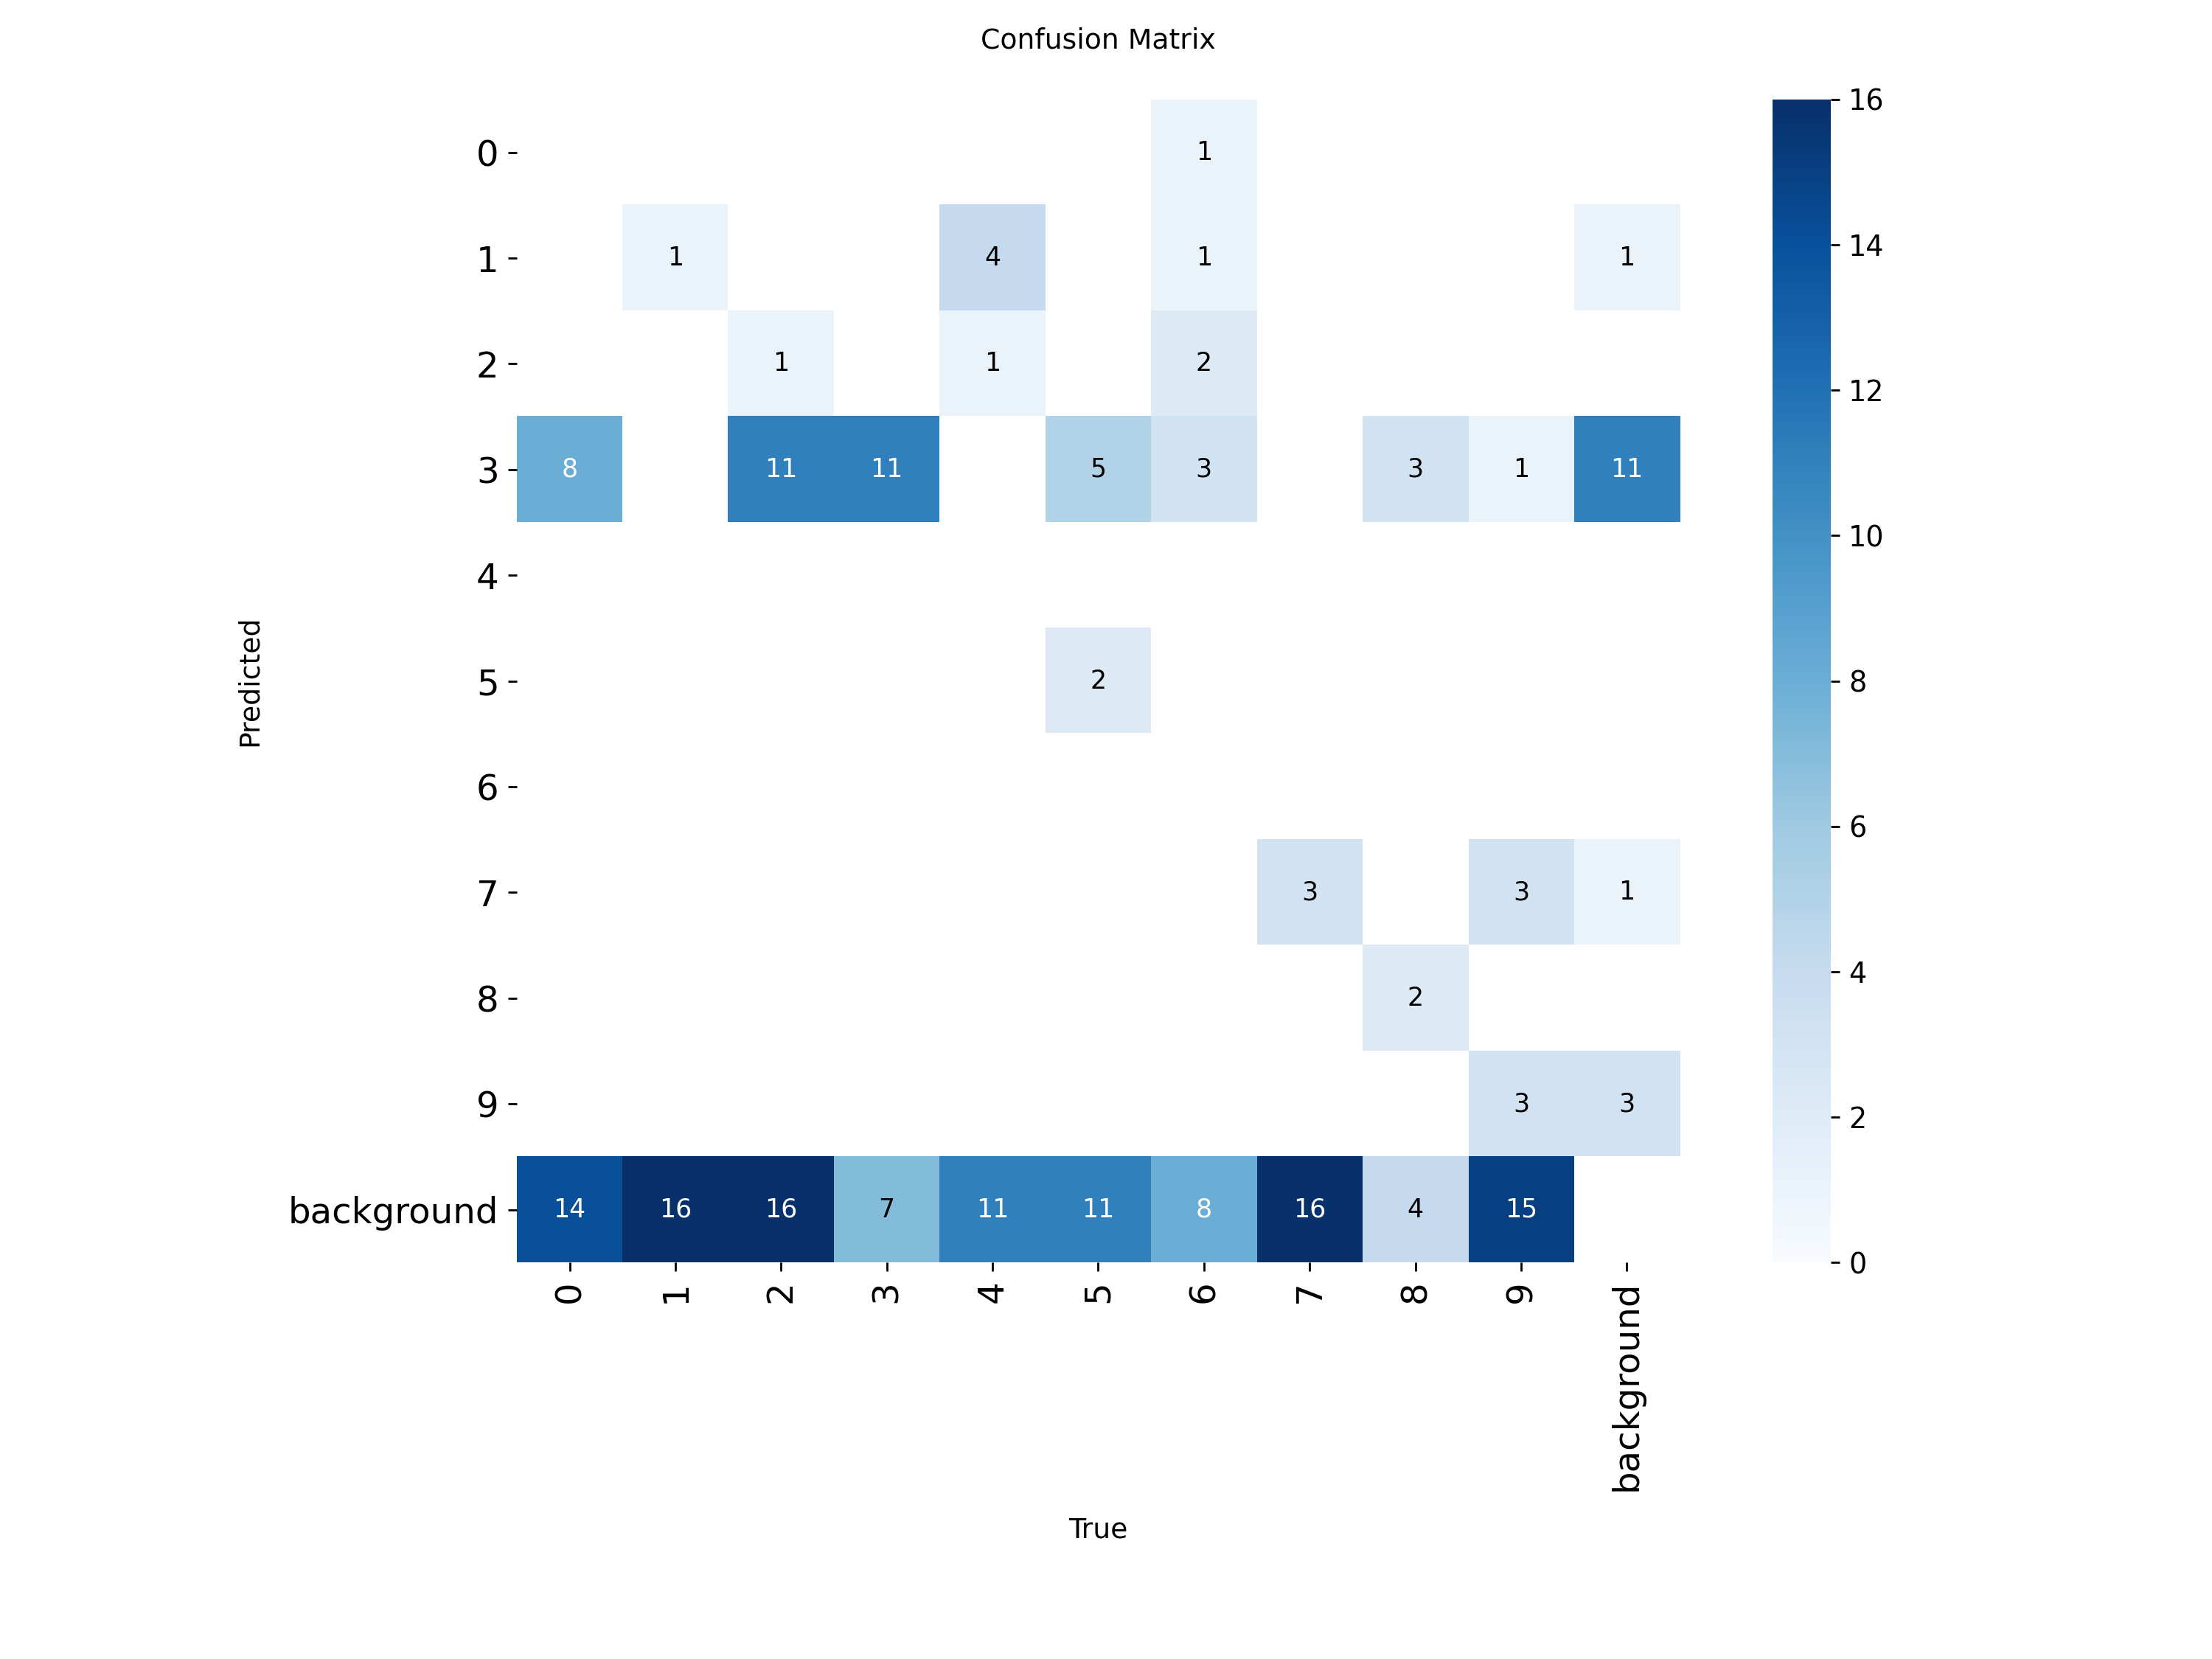 Confusion Matrix
0 1
1 1 4 1 1
2 1 1 2
3 8 11 11 5 3 3 1 11
4
5 2
6
7 3 3 1
8 2
9 3 3
background 14 16 16 7 11 11 8 16 4 15
0 1 2 3 4 5 6 7 8 9 background
True
Predicted
16
14
12
10
8
6
4
2
0